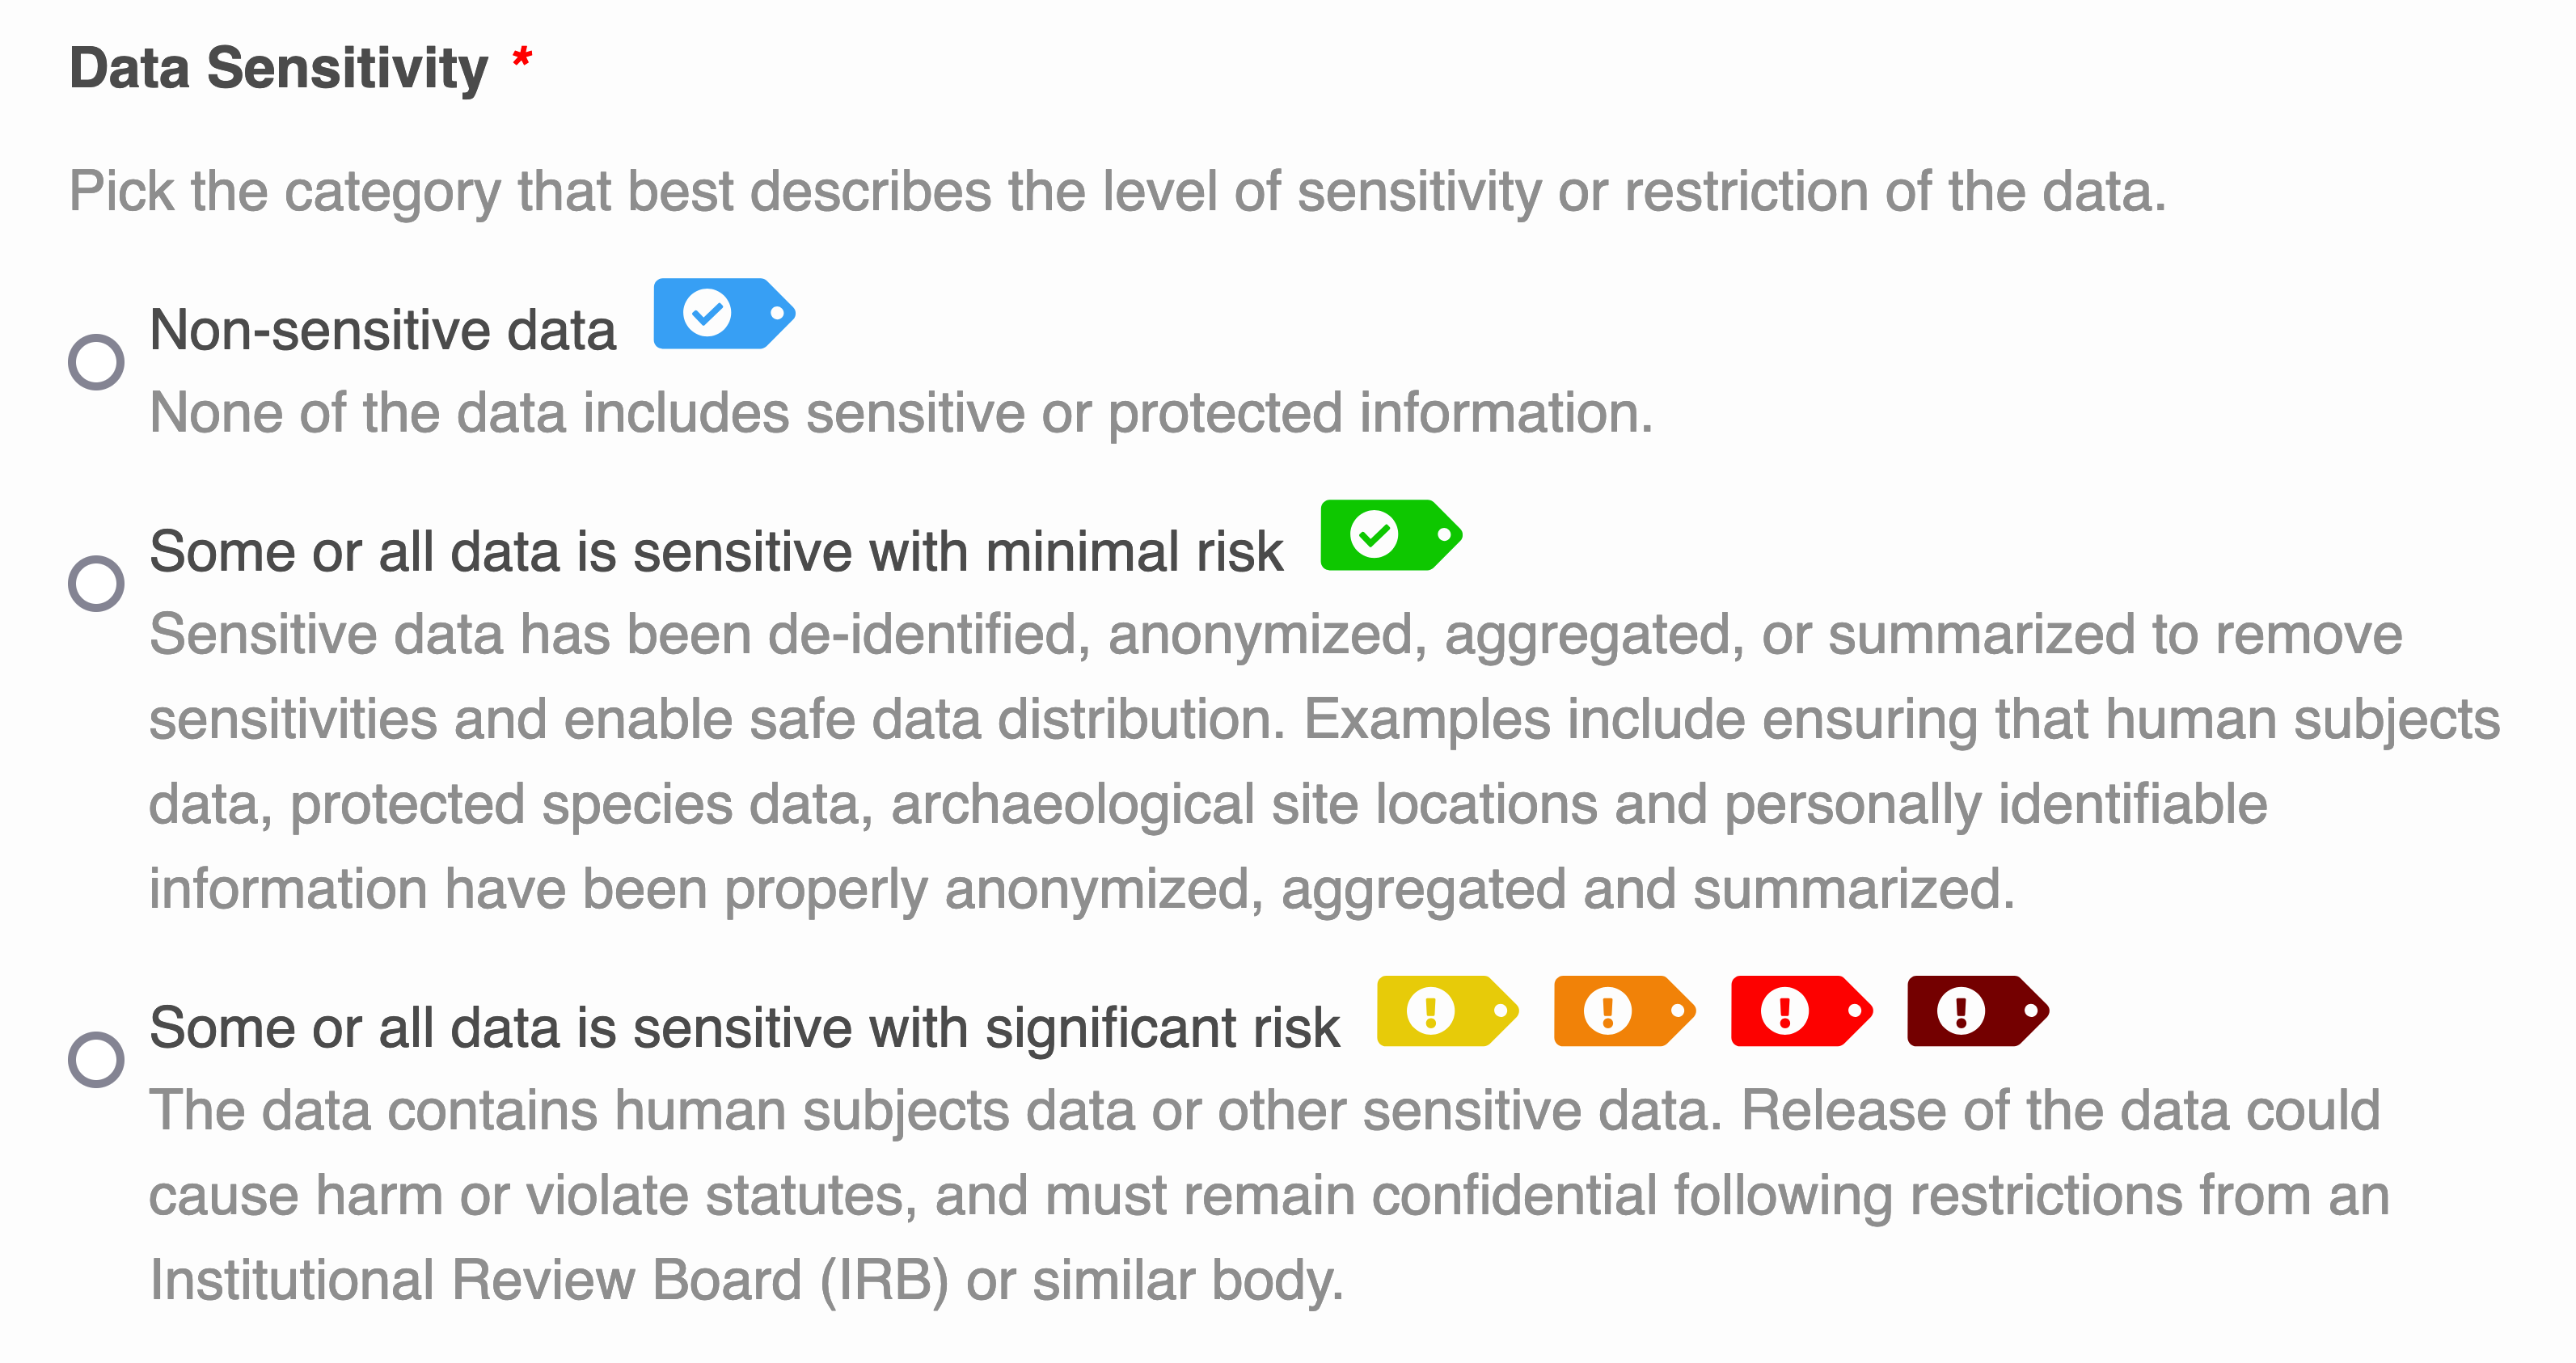 Data Sensitivity *
Pick the category that best describes the level of sensitivity or restriction of the data.
Non-sensitive data
None of the data includes sensitive or protected information.
Some or all data is sensitive with minimal risk
Sensitive data has been de-identified, anonymized, aggregated, or summarized to remove
sensitivities and enable safe data distribution. Examples include ensuring that human subjects
data, protected species data, archaeological site locations and personally identifiable
information have been properly anonymized, aggregated and summarized.
Some or all data is sensitive with significant risk
The data contains human subjects data or other sensitive data. Release of the data could
cause harm or violate statutes, and must remain confidential following restrictions from an
Institutional Review Board (IRB) or similar body.